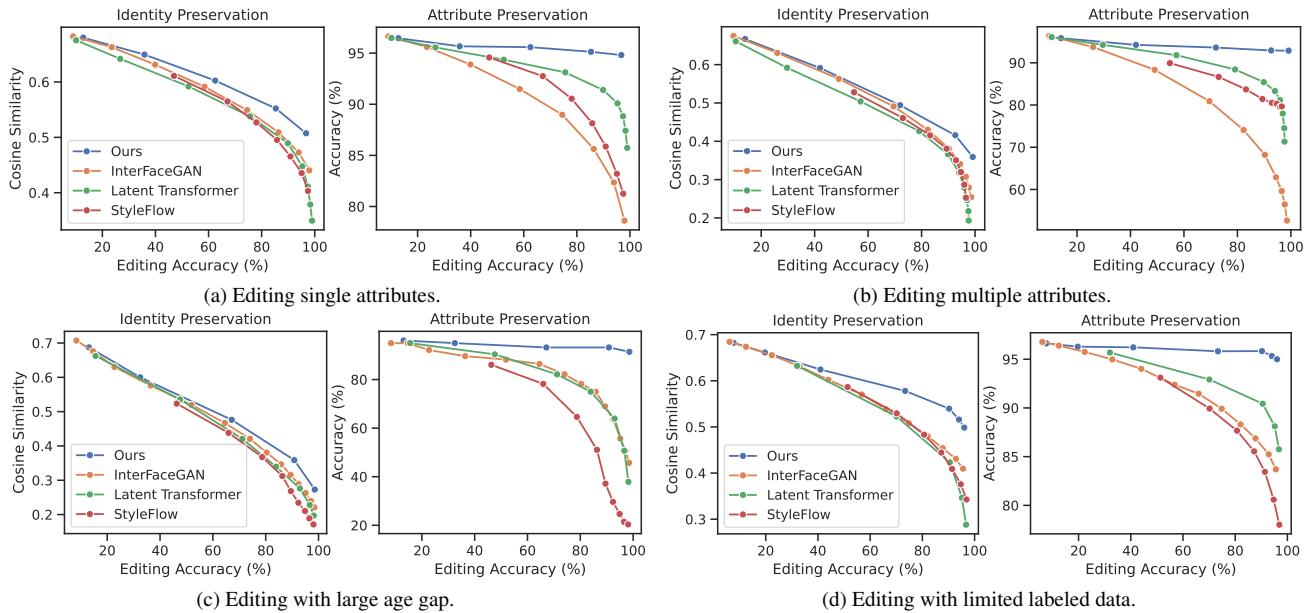 Identity Preservation
Cosine Similarity
0.6
0.5
0.4
Ours
InterFaceGAN
Latent Transformer
StyleFlow
20 40 60 80 100
Editing Accuracy (%)
Attribute Preservation
Accuracy (%)
95
90
85
80
20 40 60 80 100
Editing Accuracy (%)
(a) Editing single attributes.
Identity Preservation
Cosine Similarity
0.6
0.5
0.4
0.3
0.2
Ours
InterFaceGAN
Latent Transformer
StyleFlow
20 40 60 80 100
Editing Accuracy (%)
Attribute Preservation
Accuracy (%)
90
80
70
60
20 40 60 80 100
Editing Accuracy (%)
(b) Editing multiple attributes.
Identity Preservation
Cosine Similarity
0.7
0.6
0.5
0.4
0.3
0.2
Ours
InterFaceGAN
Latent Transformer
StyleFlow
20 40 60 80 100
Editing Accuracy (%)
Attribute Preservation
Accuracy (%)
80
60
40
20
20 40 60 80 100
Editing Accuracy (%)
(c) Editing with large age gap.
Identity Preservation
Cosine Similarity
0.7
0.6
0.5
0.4
0.3
Ours
InterFaceGAN
Latent Transformer
StyleFlow
20 40 60 80 100
Editing Accuracy (%)
Attribute Preservation
Accuracy (%)
95
90
85
80
20 40 60 80 100
Editing Accuracy (%)
(d) Editing with limited labeled data.